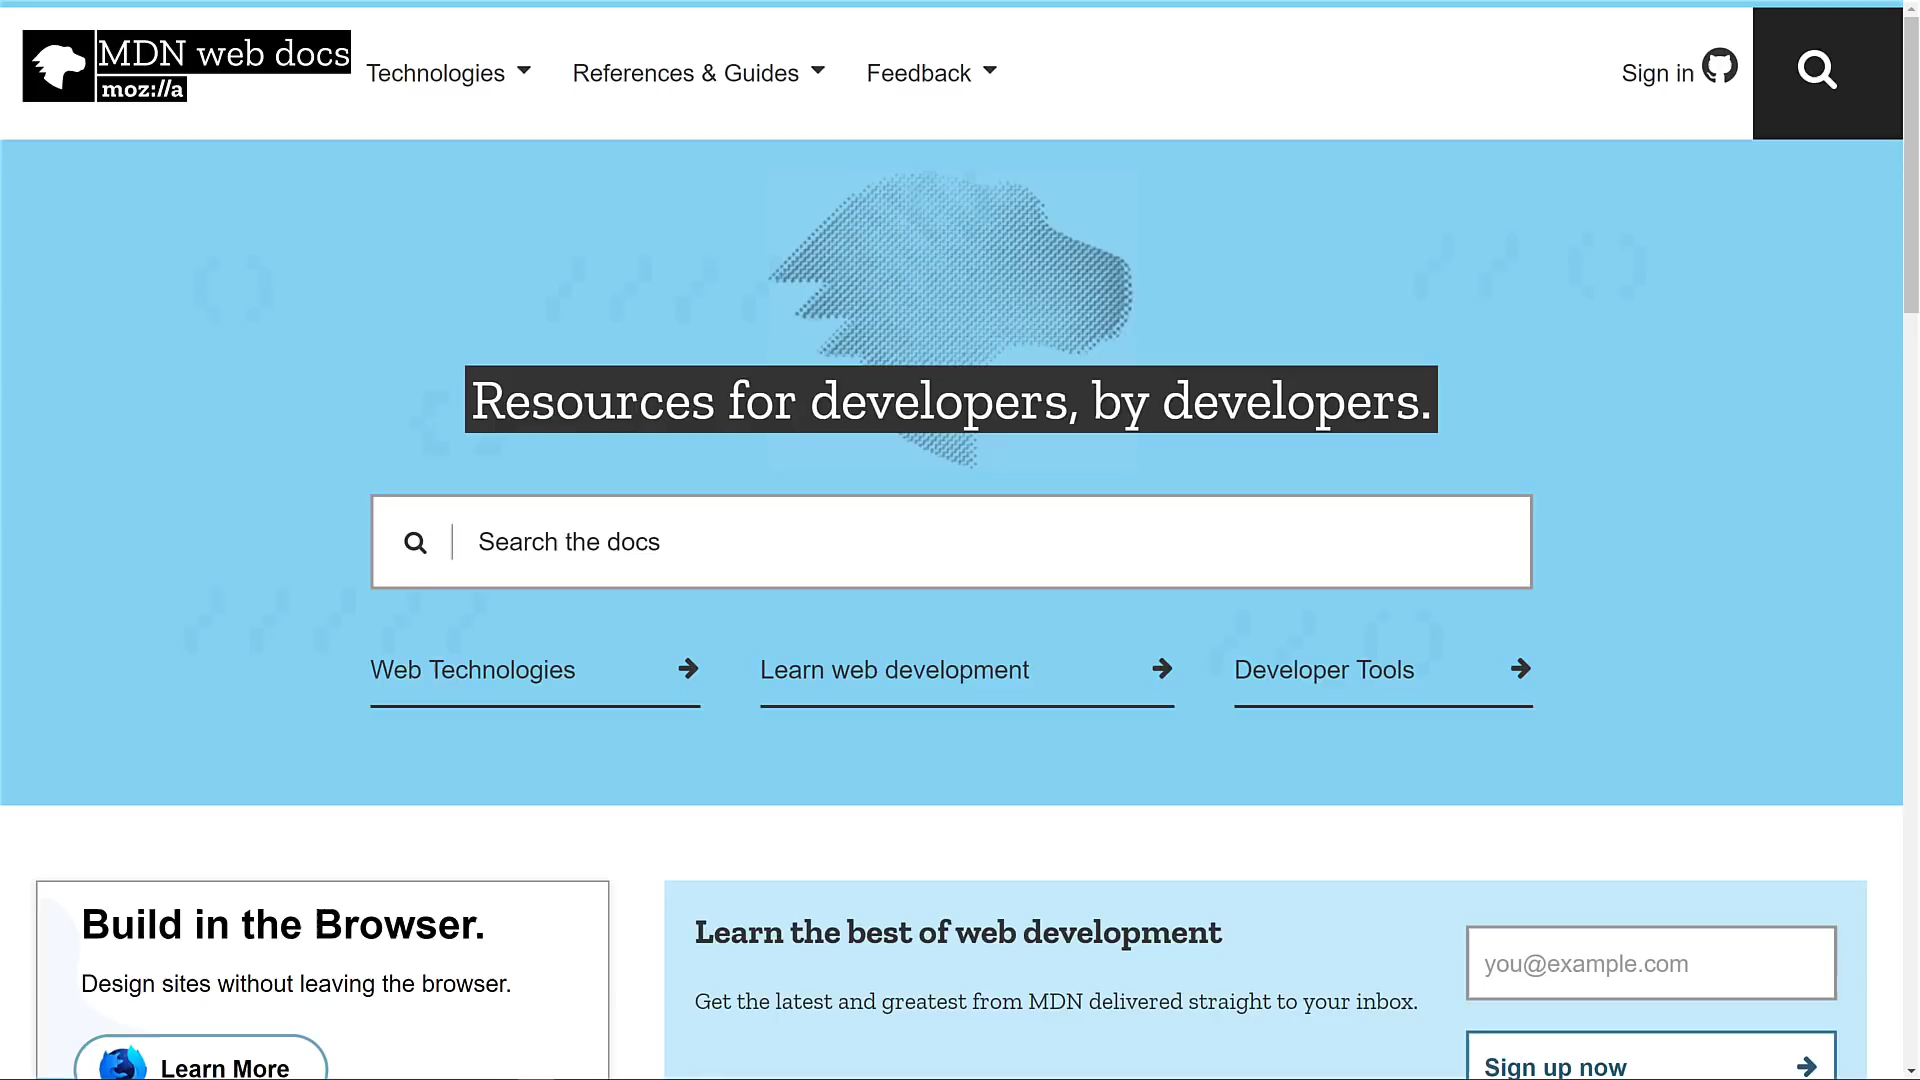 MDN web docs
moz://a
Technologies
References & Guides
Feedback
Sign in
Resources for developers, by developers.
Search the docs
Web Technologies
Learn web development
Developer Tools
Build in the Browser.
Design sites without leaving the browser.
Learn More
Learn the best of web development
Get the latest and greatest from MDN delivered straight to your inbox.
you@example.com
Sign up now